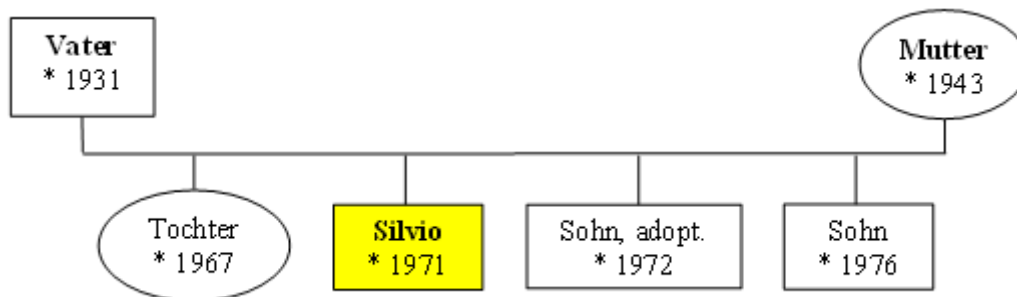 Vater
* 1931
Mutter
* 1943
Tochter
* 1967
Silvio
* 1971
Sohn, adopt.
* 1972
Sohn
* 1976